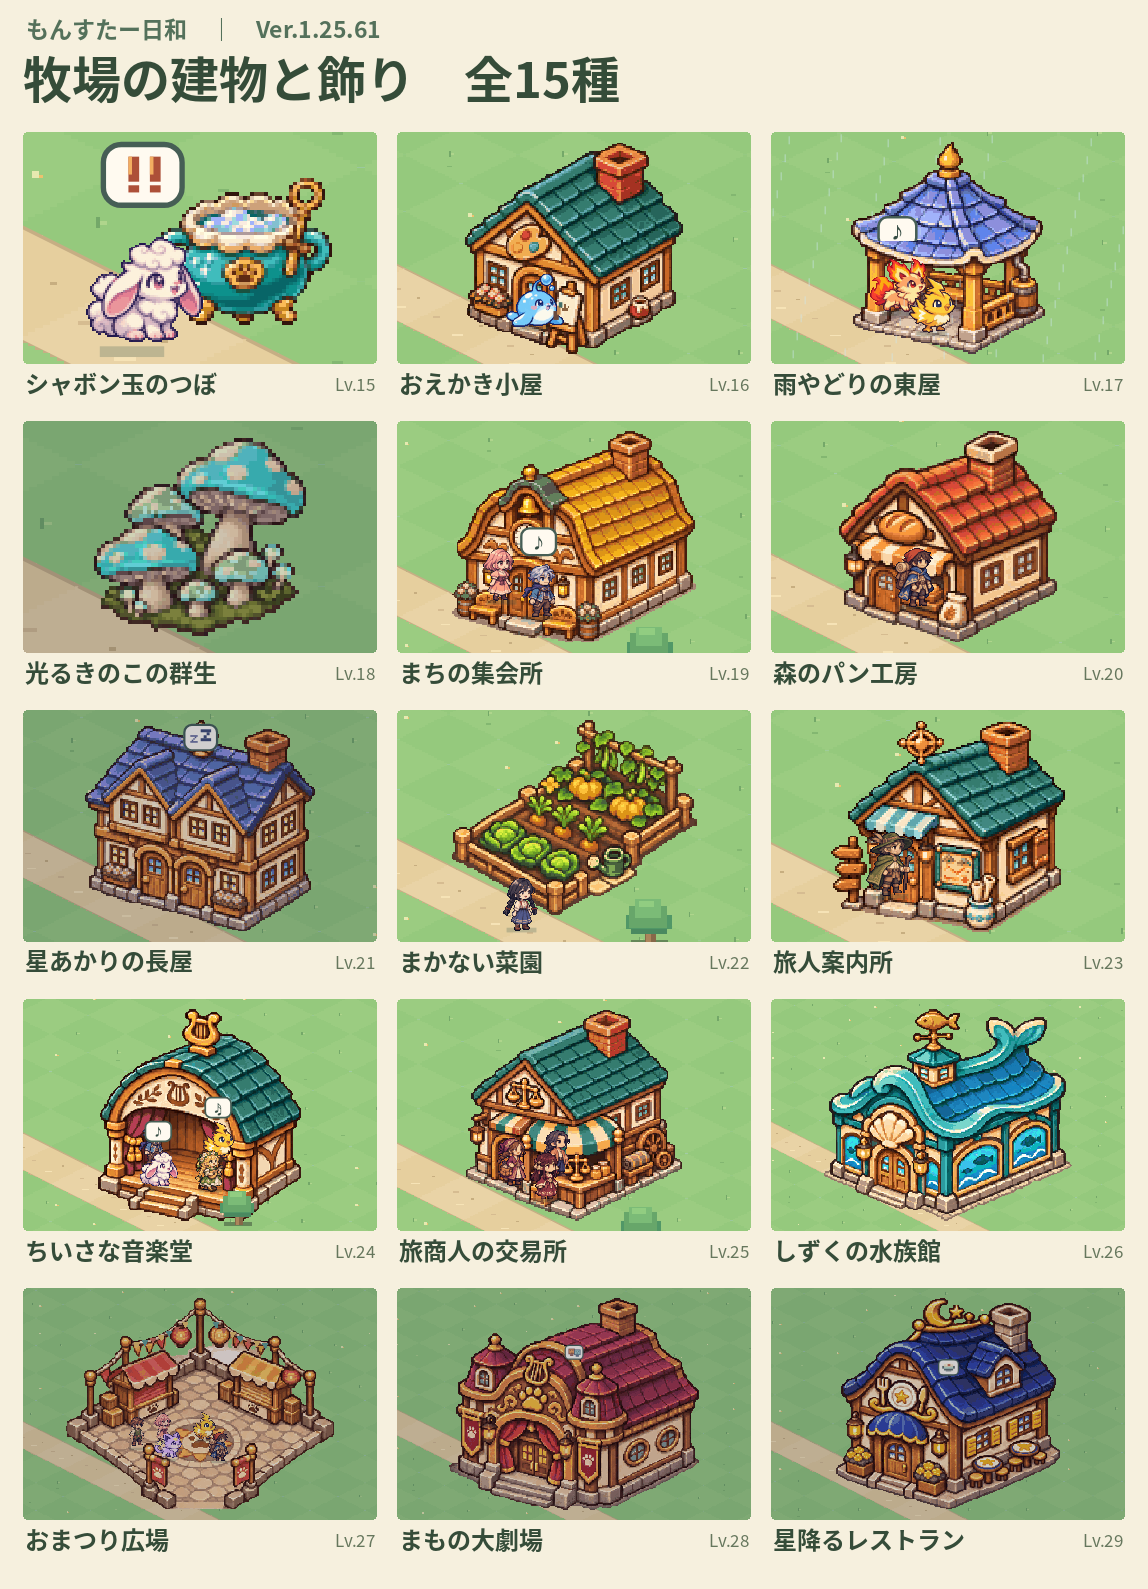 もんすたー日和 | Ver.1.25.61
牧場の建物と飾り 全15種
!!
シャボン玉のつぼ Lv.15
おえかき小屋 Lv.16
♪
雨やどりの東屋 Lv.17
光るきのこの群生 Lv.18
♪
まちの集会所 Lv.19
森のパン工房 Lv.20
zZ
星あかりの長屋 Lv.21
まかない菜園 Lv.22
旅人案内所 Lv.23
♪
♪
ちいさな音楽堂 Lv.24
旅商人の交易所 Lv.25
しずくの水族館 Lv.26
おまつり広場 Lv.27
まもの大劇場 Lv.28
星降るレストラン Lv.29